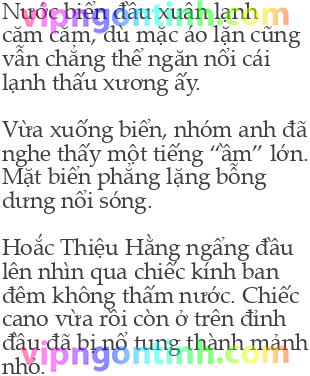 vipngontinh.com
Nước biển đầu xuân lạnh
căm căm, dù mặc áo lặn cũng
vẫn chẳng thể ngăn nổi cái
lạnh thấu xương ấy.
Vừa xuống biển, nhóm anh đã
nghe thấy một tiếng “ầm” lớn.
Mặt biển phẳng lặng bỗng
dưng nổi sóng.
Hoắc Thiệu Hằng ngẩng đầu
lên nhìn qua chiếc kính ban
đêm không thấm nước. Chiếc
cano vừa rồi còn ở trên đỉnh
đầu đã bị nổ tung thành mảnh
nhỏ.
vipngontinh.com